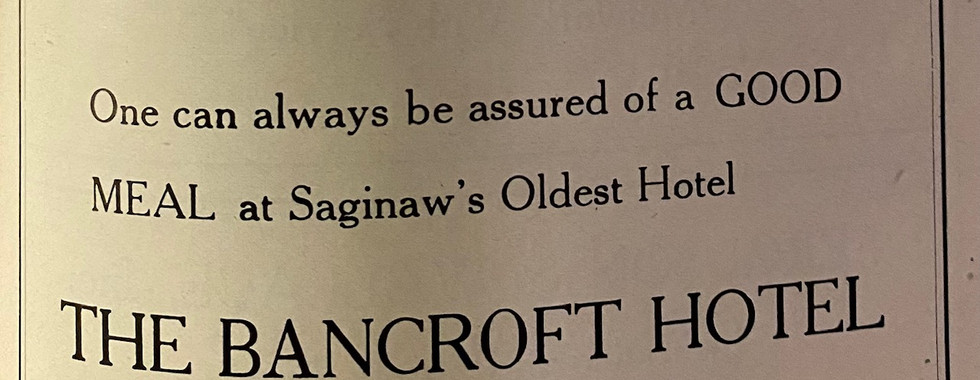 One can always be assured of a GOOD
MEAL at Saginaw's Oldest Hotel
THE BANCROFT HOTEL